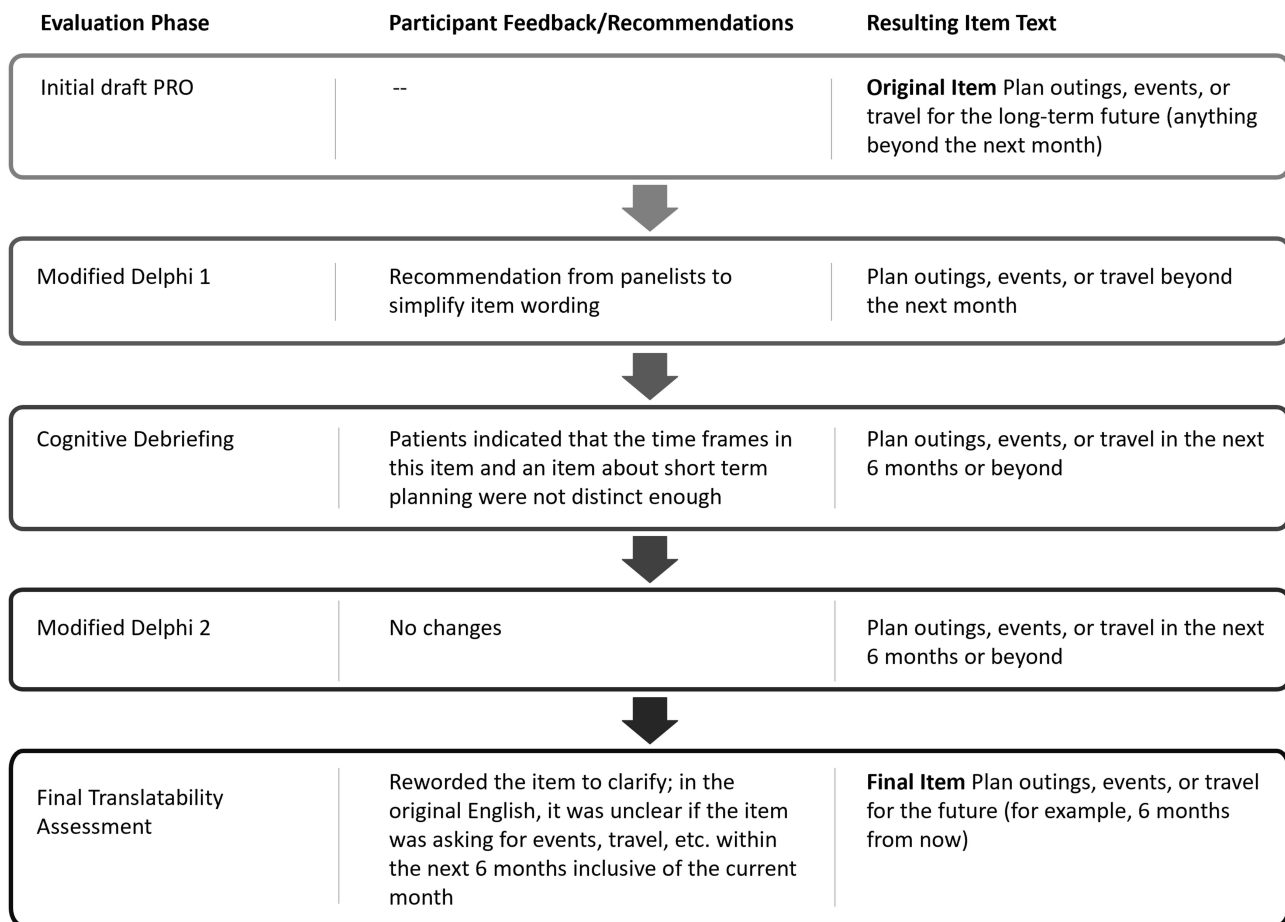 Evaluation Phase
Participant Feedback/Recommendations
Resulting Item Text
Initial draft PRO
--
Original Item Plan outings, events, or
travel for the long-term future (anything
beyond the next month)
Modified Delphi 1
Recommendation from panelists to
simplify item wording
Plan outings, events, or travel beyond
the next month
Cognitive Debriefing
Patients indicated that the time frames in
this item and an item about short term
planning were not distinct enough
Plan outings, events, or travel in the next
6 months or beyond
Modified Delphi 2
No changes
Plan outings, events, or travel in the next
6 months or beyond
Final Translatability
Assessment
Reworded the item to clarify; in the
original English, it was unclear if the item
was asking for events, travel, etc. within
the next 6 months inclusive of the current
month
Final Item Plan outings, events, or travel
for the future (for example, 6 months
from now)